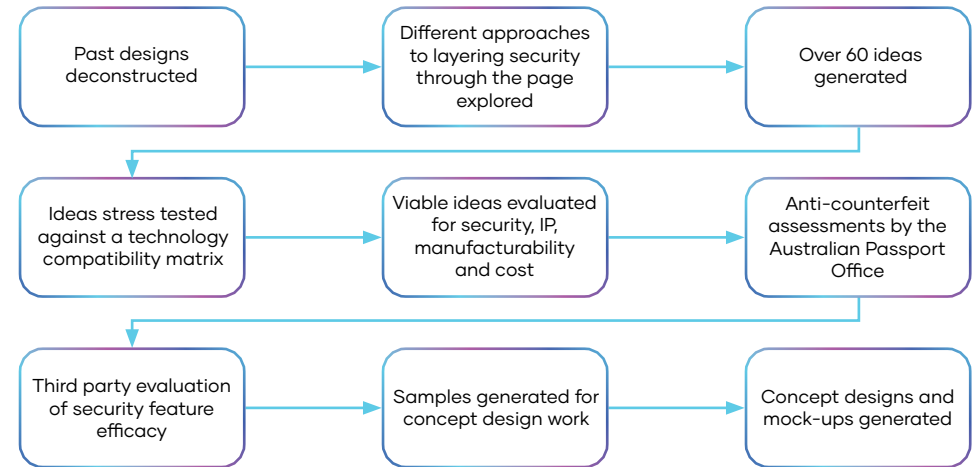 Past designs
deconstructed
Different approaches
to layering security
through the page
explored
Over 60 ideas
generated
Ideas stress tested
against a technology
compatibility matrix
Viable ideas evaluated
for security, IP,
manufacturability
and cost
Anti-counterfeit
assessments by the
Australian Passport
Office
Third party evaluation
of security feature
efficacy
Samples generated for
concept design work
Concept designs and
mock-ups generated